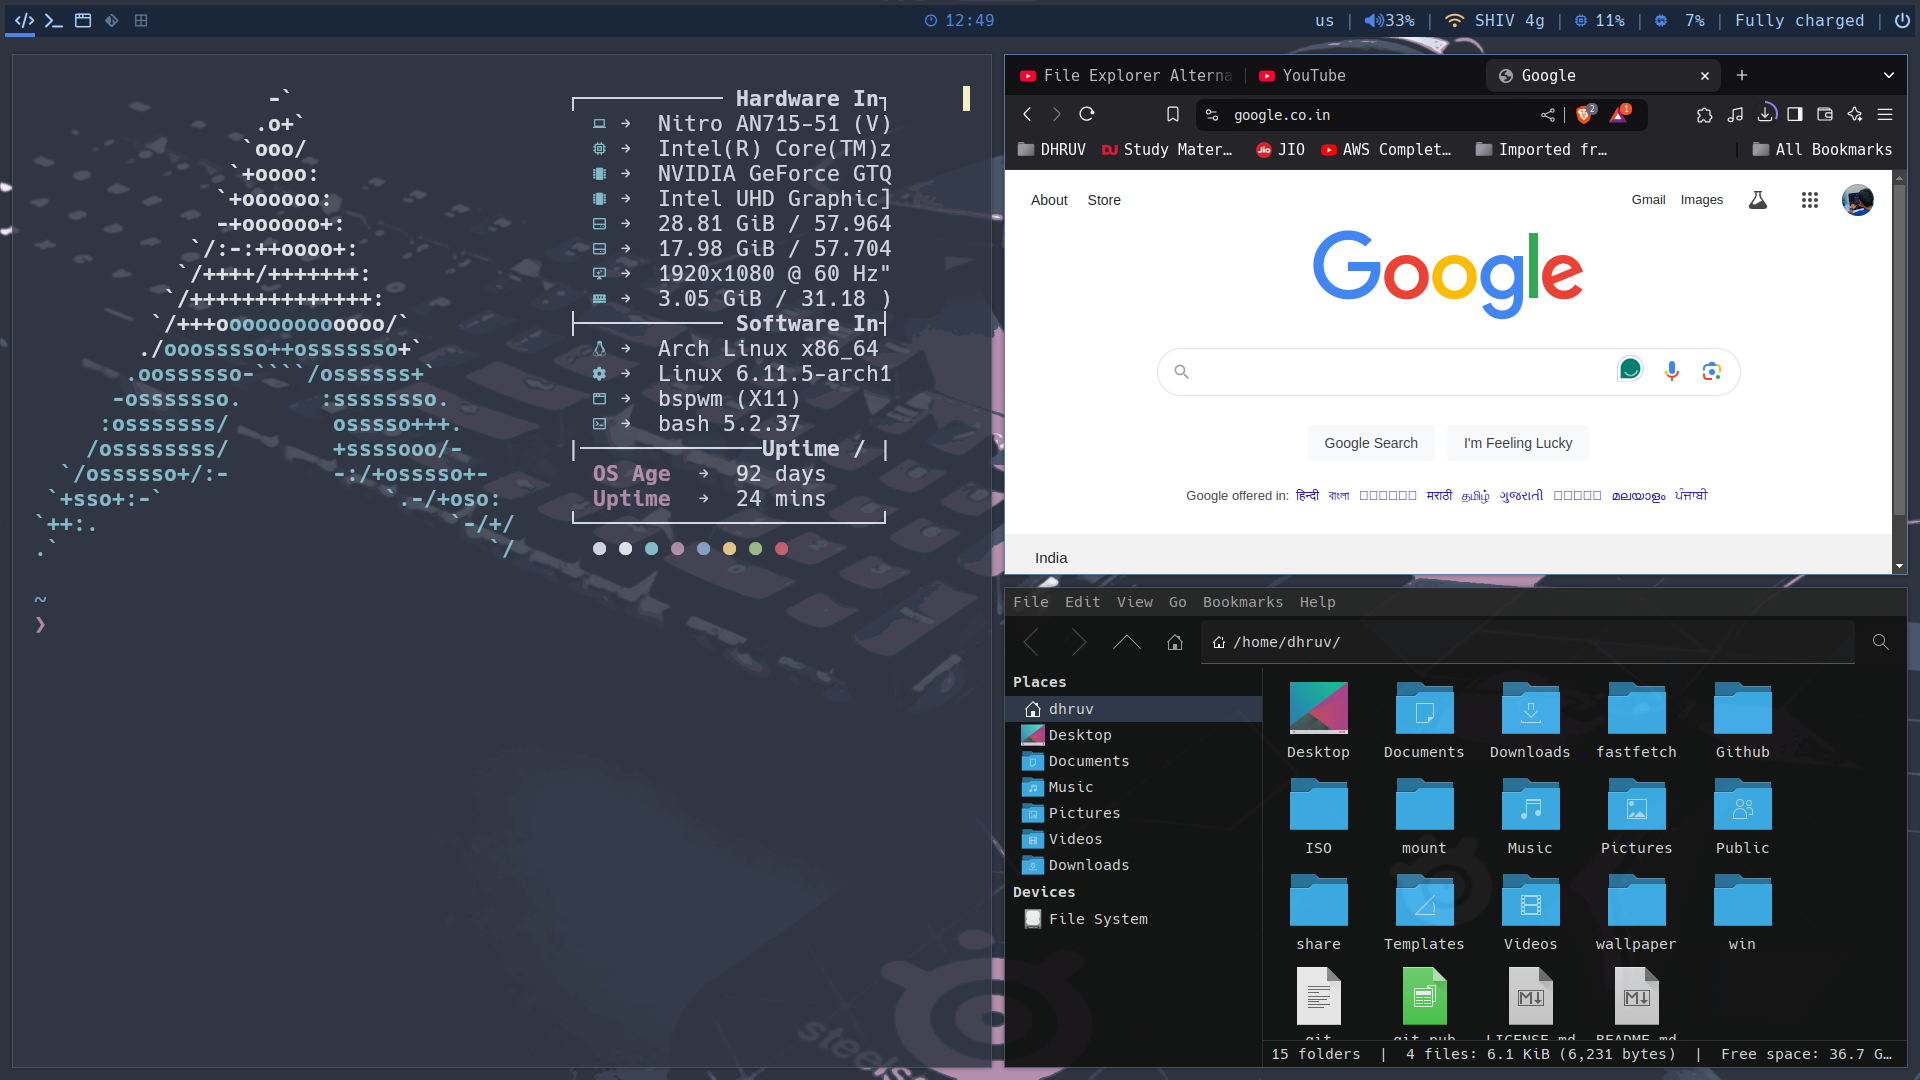 12:49
us | 33% | SHIV 4g | 11% | 7% | Fully charged |
-`
.o+`
`ooo/
`+oooo:
`+oooooo:
-+oooooo+:
`/:-:++oooo+:
`/++++/+++++++:
`/++++++++++++++:
`/+++ooooooooooooo/`
./ooosssso++osssssso+`
.oossssso-````/ossssss+`
-osssssso. :ssssssso.
:osssssss/ osssso+++.
/ossssssss/ +ssssooo/-
`/ossssso+/:- -:/+osssso+-
`+sso+:-` `.-/+oso:
`++:. `-/+/
.` `/
Hardware In
Nitro AN715-51 (V)
Intel(R) Core(TM)z
NVIDIA GeForce GTQ
Intel UHD Graphic]
28.81 GiB / 57.964
17.98 GiB / 57.704
1920x1080 @ 60 Hz"
3.05 GiB / 31.18 )
Software In
Arch Linux x86_64
Linux 6.11.5-arch1
bspwm (X11)
bash 5.2.37
Uptime /
OS Age → 92 days
Uptime → 24 mins
~
❯
File Explorer Alterna
YouTube
Google
google.co.in
2
1
DHRUV
DJ Study Mater…
Jio JIO
AWS Complet…
Imported fr…
All Bookmarks
About Store
Gmail Images
Google
Google Search
I'm Feeling Lucky
Google offered in: हिन्दी বাংলা मराठी தமிழ் ગુજરાતી മലയാളം ਪੰਜਾਬੀ
India
File Edit View Go Bookmarks Help
/home/dhruv/
Places
dhruv
Desktop
Documents
Music
Pictures
Videos
Downloads
Devices
File System
Desktop Documents Downloads fastfetch Github
ISO mount Music Pictures Public
share Templates Videos wallpaper win
git git.pub LICENSE.md README.md
15 folders | 4 files: 6.1 KiB (6,231 bytes) | Free space: 36.7 G…
steels